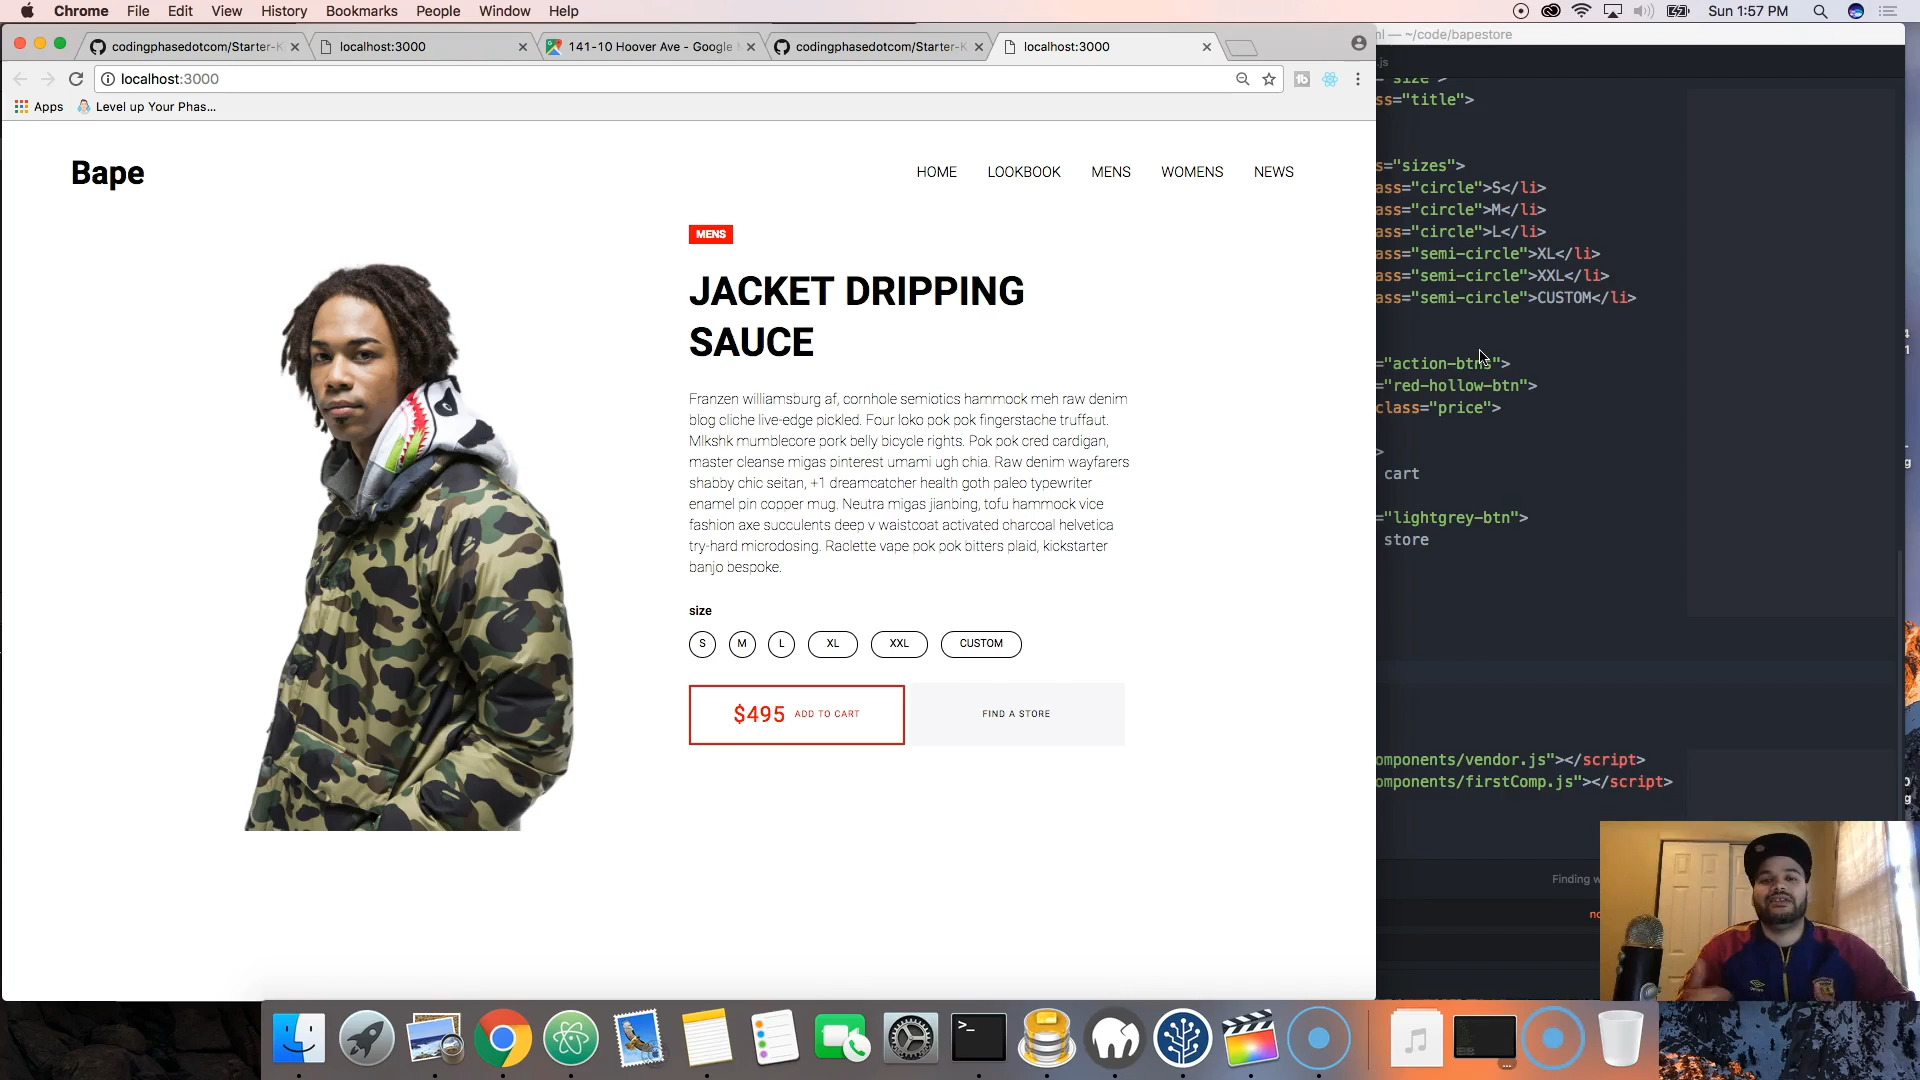 Chrome File Edit View History Bookmarks People Window Help
Sun 1:57 PM
codingphasedotcom/Starter-K
localhost:3000
141-10 Hoover Ave - Google
codingphasedotcom/Starter-K
localhost:3000
localhost:3000
Apps
Level up Your Phas...
Bape
HOME LOOKBOOK MENS WOMENS NEWS
MENS
JACKET DRIPPING
SAUCE
Franzen williamsburg af, cornhole semiotics hammock meh raw denim
blog cliche live-edge pickled. Four loko pok pok fingerstache truffaut.
Mlkshk mumblecore pork belly bicycle rights. Pok pok cred cardigan,
master cleanse migas pinterest umami ugh chia. Raw denim wayfarers
shabby chic seitan, +1 dreamcatcher health goth paleo typewriter
enamel pin copper mug. Neutra migas jianbing, tofu hammock vice
fashion axe succulents deep v waistcoat activated charcoal helvetica
try-hard microdosing. Raclette vape pok pok bitters plaid, kickstarter
banjo bespoke.
size
S M L XL XXL CUSTOM
$495 ADD TO CART
FIND A STORE
— ~/code/bapestore
ss="title">
s="sizes">
ass="circle">S</li>
ass="circle">M</li>
ass="circle">L</li>
ass="semi-circle">XL</li>
ass="semi-circle">XXL</li>
ass="semi-circle">CUSTOM</li>
="action-btns">
="red-hollow-btn">
class="price">
>
cart
="lightgrey-btn">
store
omponents/vendor.js"></script>
omponents/firstComp.js"></script>
Finding w